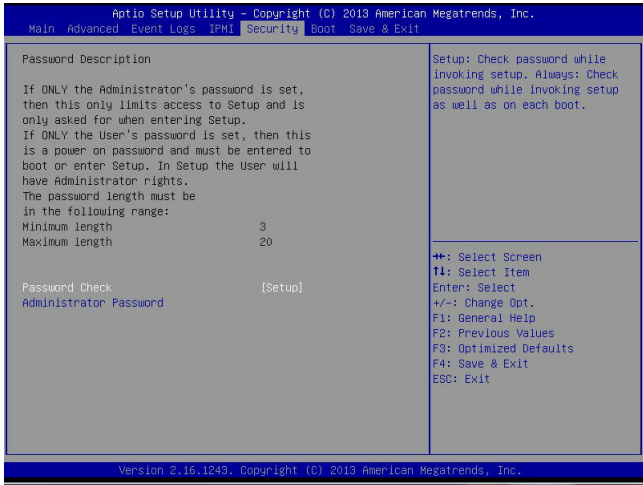 Aptio Setup Utility – Copyright (C) 2013 American Megatrends, Inc.
Main Advanced Event Logs IPMI Security Boot Save & Exit
Password Description
If ONLY the Administrator's password is set,
then this only limits access to Setup and is
only asked for when entering Setup.
If ONLY the User's password is set, then this
is a power on password and must be entered to
boot or enter Setup. In Setup the User will
have Administrator rights.
The password length must be
in the following range:
Minimum length 3
Maximum length 20
Password Check [Setup]
Administrator Password
Setup: Check password while
invoking setup. Always: Check
password while invoking setup
as well as on each boot.
→←: Select Screen
↑↓: Select Item
Enter: Select
+/-: Change Opt.
F1: General Help
F2: Previous Values
F3: Optimized Defaults
F4: Save & Exit
ESC: Exit
Version 2.16.1243. Copyright (C) 2013 American Megatrends, Inc.